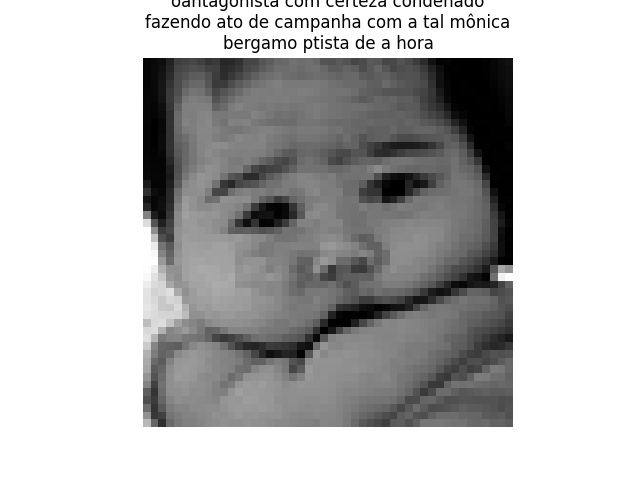 oantagonista com certeza condenado
fazendo ato de campanha com a tal mônica
bergamo ptista de a hora